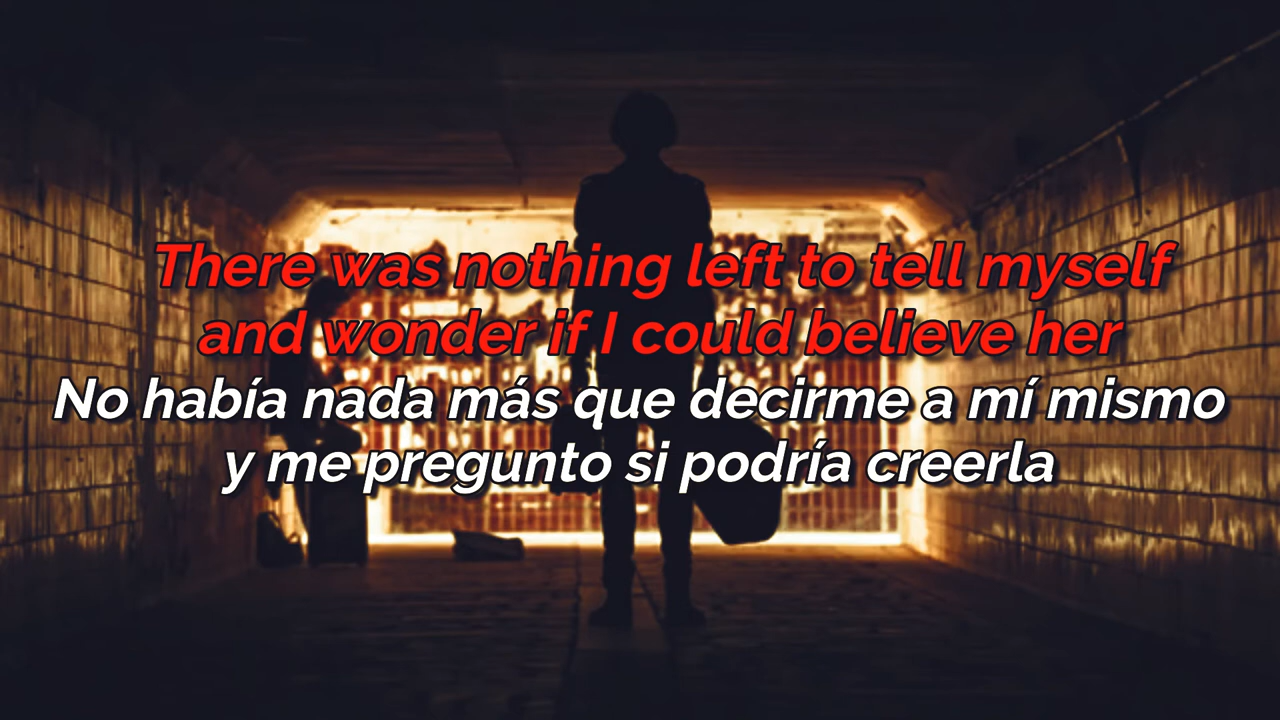 There was nothing left to tell myself
and wonder if I could believe her
No había nada más que decirme a mí mismo
y me pregunto si podría creerla